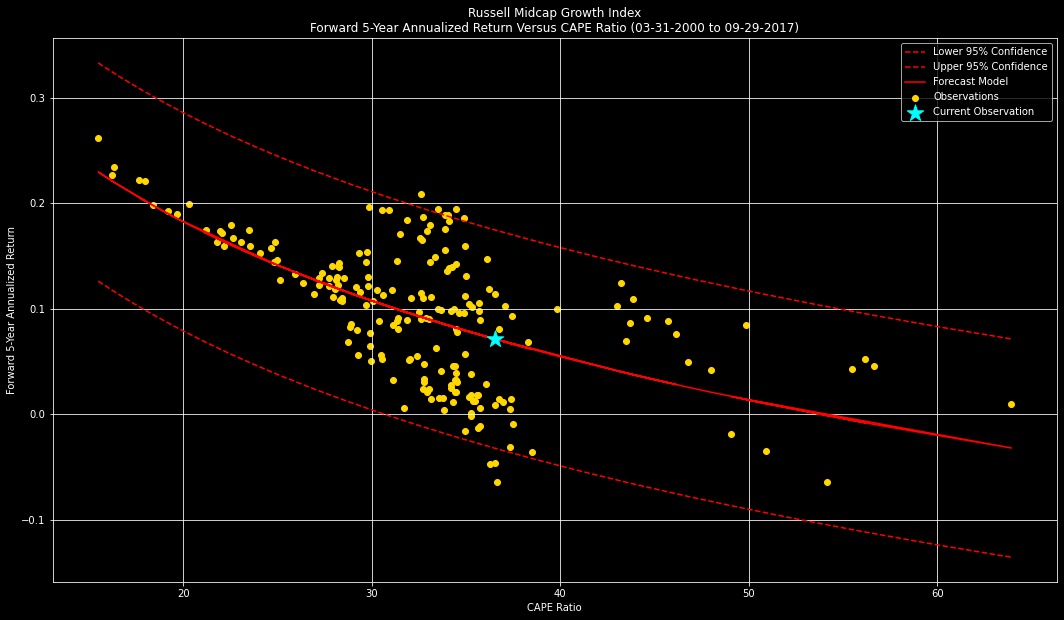 Russell Midcap Growth Index
Forward 5-Year Annualized Return Versus CAPE Ratio (03-31-2000 to 09-29-2017)
Lower 95% Confidence
Upper 95% Confidence
Forecast Model
Observations
Current Observation
Forward 5-Year Annualized Return
0.3
0.2
0.1
0.0
−0.1
20 30 40 50 60
CAPE Ratio